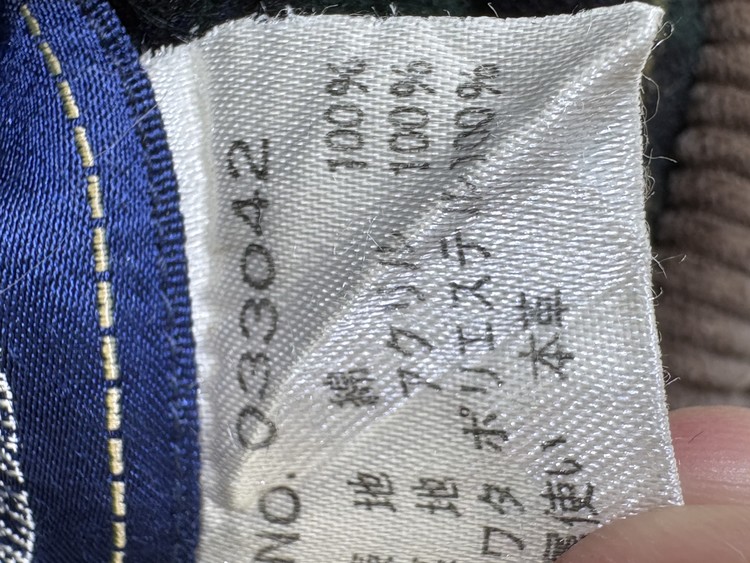 NO. 033042
地 綿 100%
地 アクリル 100%
ワタ ポリエステル 100%
属使い 本革